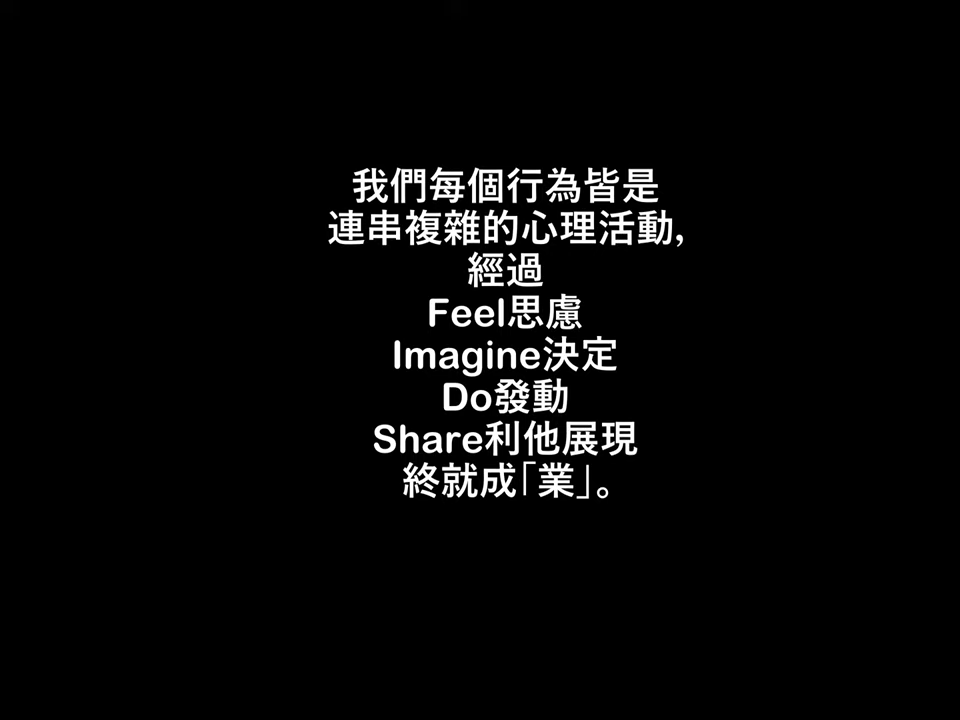 我們每個行為皆是
連串複雜的心理活動,
經過
Feel思慮
Imagine決定
Do發動
Share利他展現
終就成「業」。